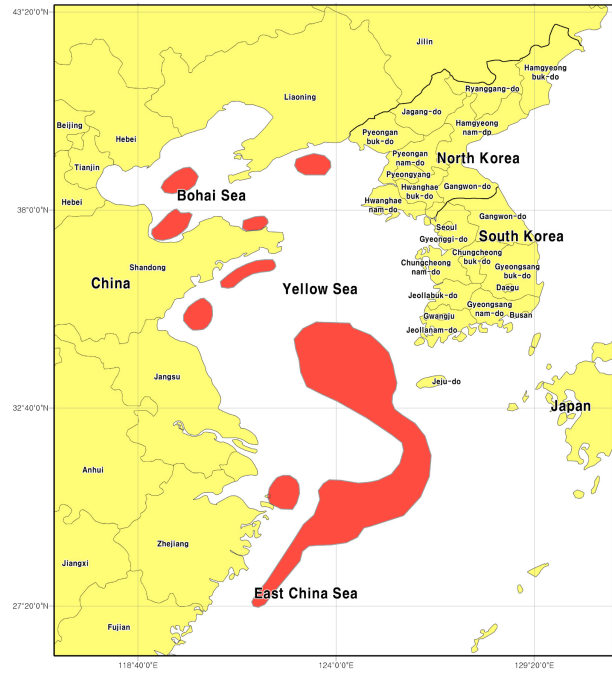 43°20'0"N
Jilin
Hamgyeong
buk-do
Ryanggang-do
Liaoning
Jagang-do
Beijing
Hebei
Pyeongan
buk-do
Hamgyeong
nam-dp
Tianjin
Pyeongan
nam-do
North Korea
Pyeongyang
Bohai Sea
Hwanghae
buk-do
Gangwon-do
Hebei
Hwanghae
nam-do
38°0'0"N
Gangwon-do
Seoul
South Korea
Gyeonggi-do
Chungcheong
buk-do
Shandong
Chungcheong
nam-do
Gyeongsang
buk-do
China
Yellow Sea
Daegu
Jeollabuk-do
Gyeongsang
nam-do
Gwangju
Busan
Jeollanam-do
Jangsu
Jeju-do
32°40'0"N
Japan
Anhui
Zhejiang
Jiangxi
East China Sea
27°20'0"N
Fujian
118°40'0"E
124°0'0"E
129°20'0"E